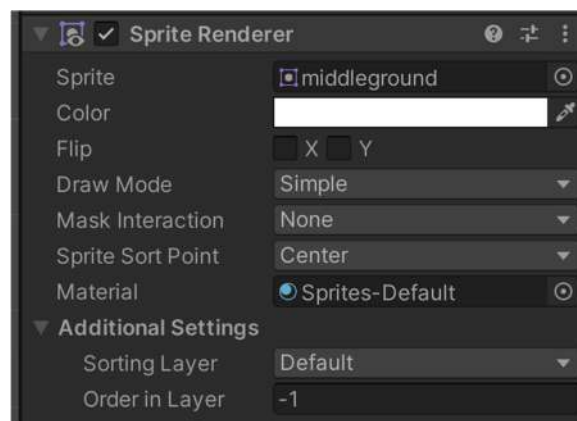 Sprite Renderer
Sprite middleground
Color
Flip X Y
Draw Mode Simple
Mask Interaction None
Sprite Sort Point Center
Material Sprites-Default
Additional Settings
Sorting Layer Default
Order in Layer -1